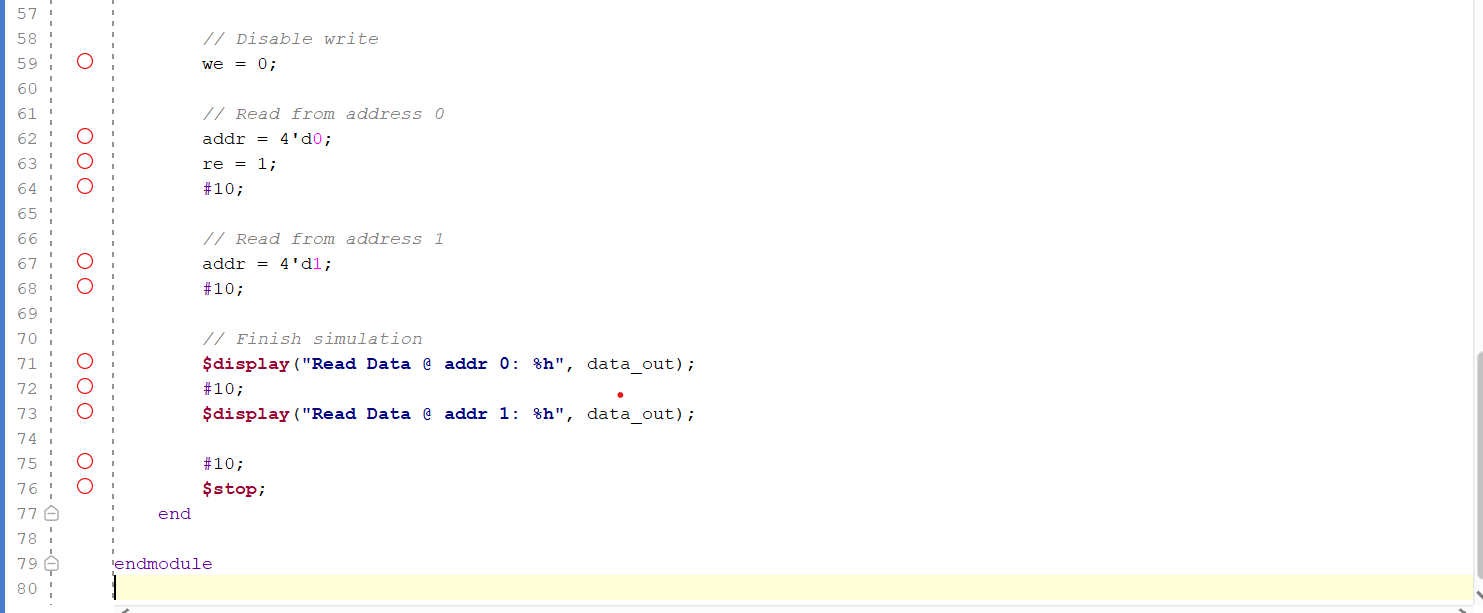 57
58 // Disable write
59 we = 0;
60
61 // Read from address 0
62 addr = 4'd0;
63 re = 1;
64 #10;
65
66 // Read from address 1
67 addr = 4'd1;
68 #10;
69
70 // Finish simulation
71 $display("Read Data @ addr 0: %h", data_out);
72 #10;
73 $display("Read Data @ addr 1: %h", data_out);
74
75 #10;
76 $stop;
77 end
78
79 endmodule
80